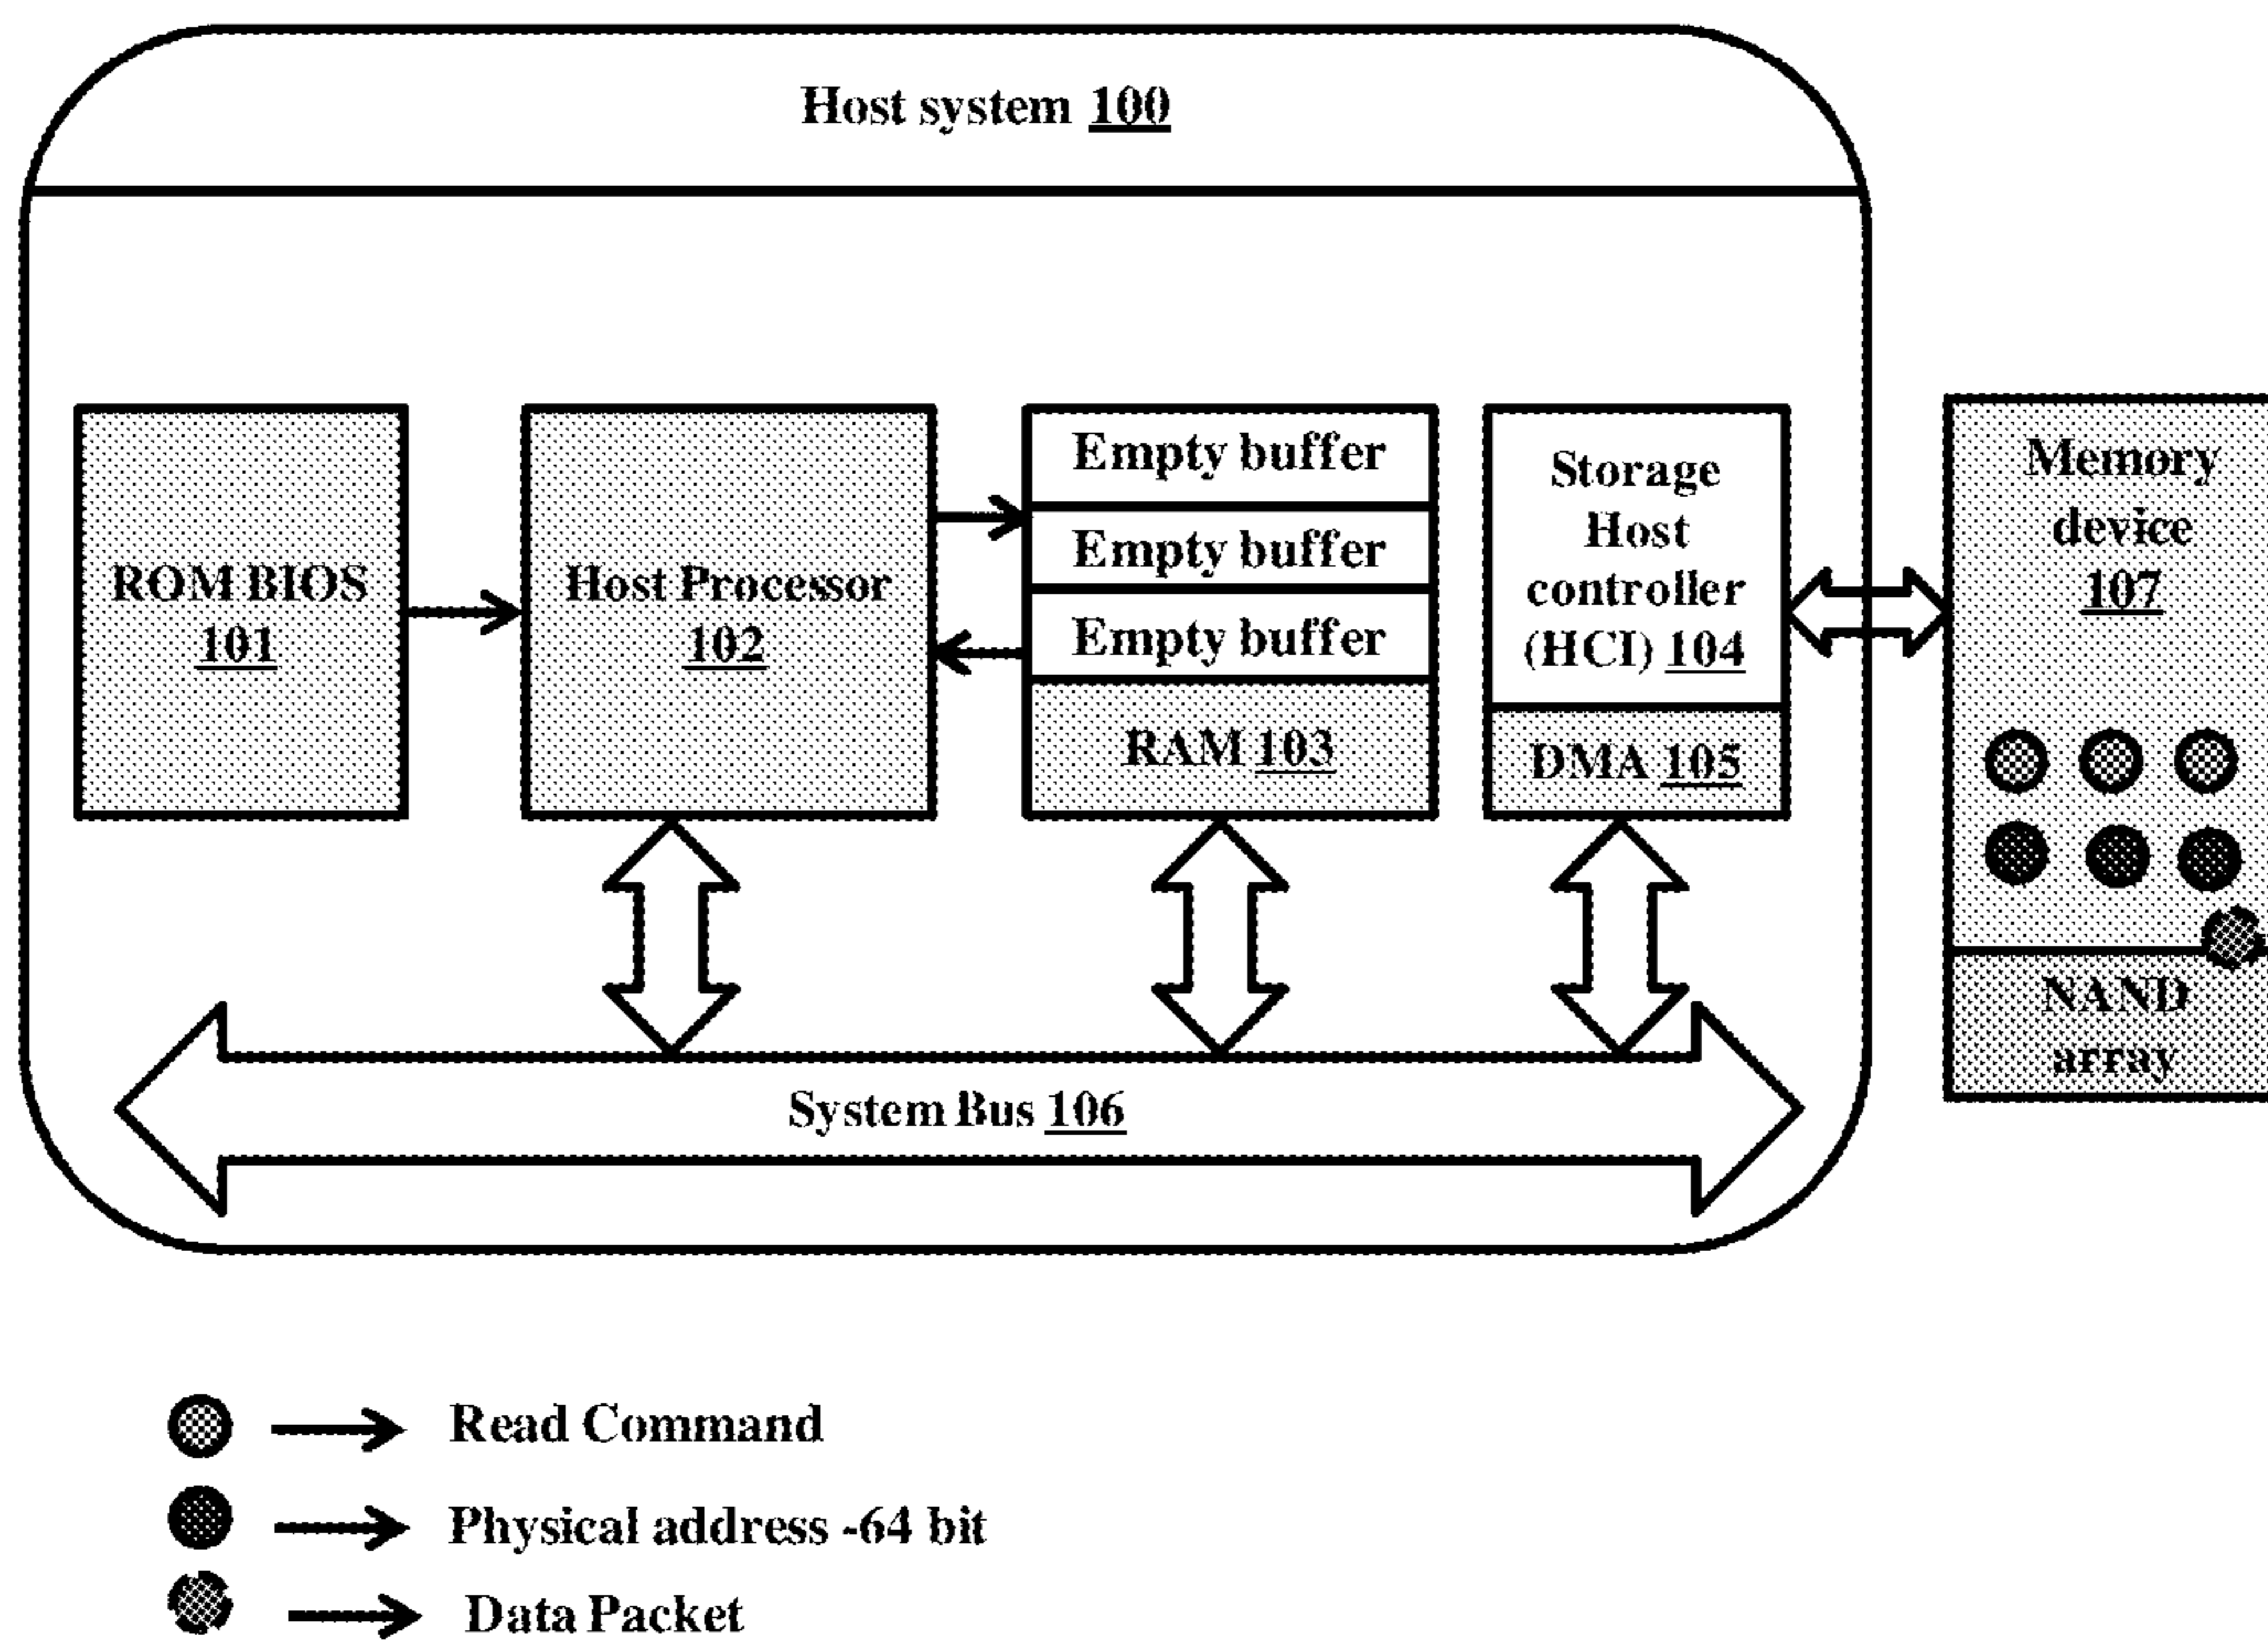 Host system 100
ROM BIOS
101
Host Processor
102
Empty buffer
Empty buffer
Empty buffer
RAM 103
Storage
Host
controller
(HCI) 104
DMA 105
Memory
device
107
NAND
array
System Bus 106
Read Command
Physical address -64 bit
Data Packet